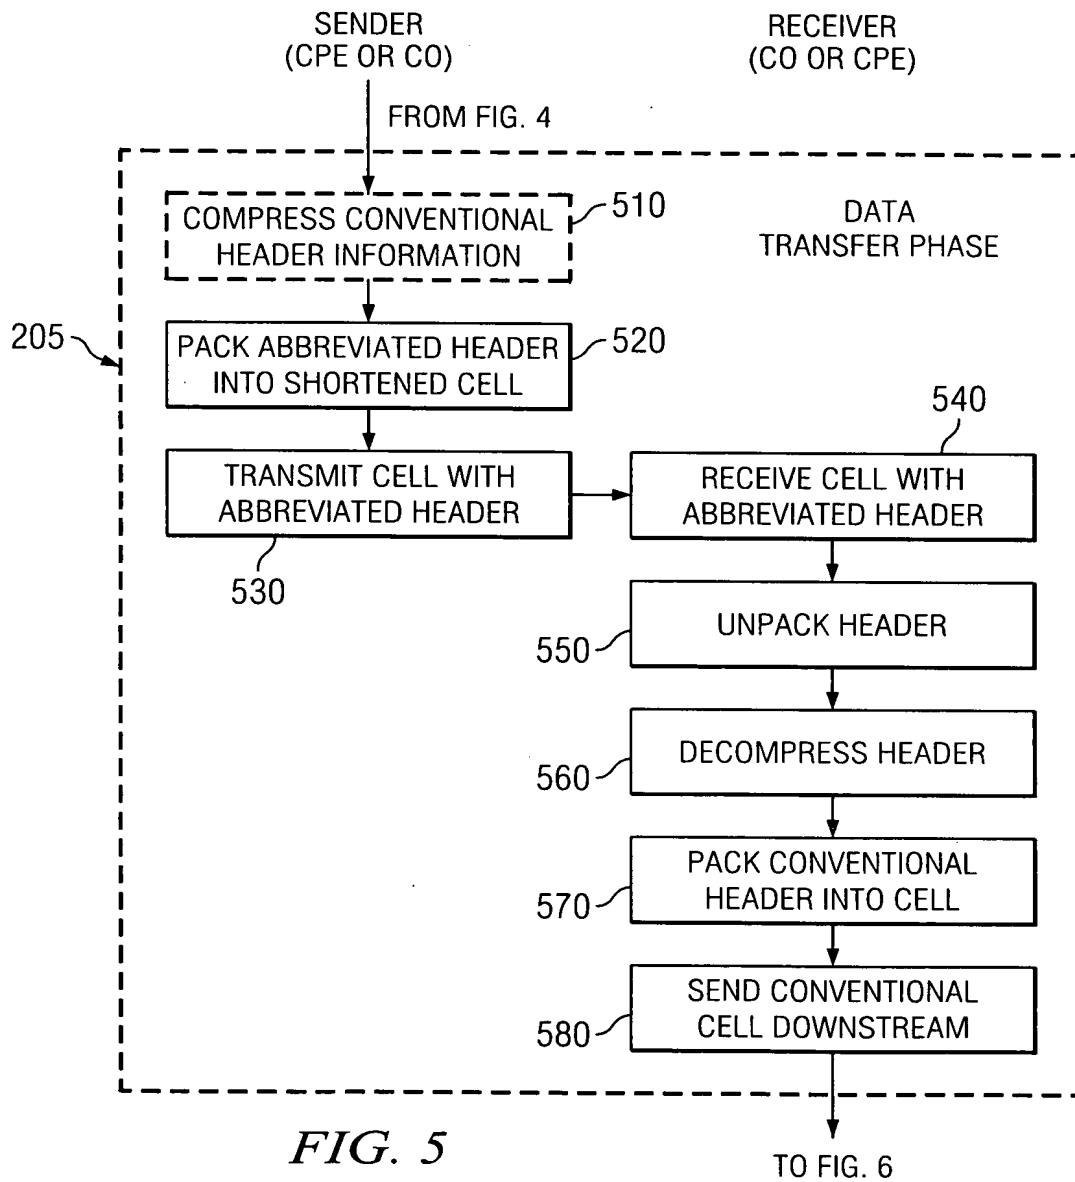 SENDER
(CPE OR CO)
RECEIVER
(CO OR CPE)
FROM FIG. 4
COMPRESS CONVENTIONAL
HEADER INFORMATION
510
DATA
TRANSFER PHASE
205
PACK ABBREVIATED HEADER
INTO SHORTENED CELL
520
540
TRANSMIT CELL WITH
ABBREVIATED HEADER
530
RECEIVE CELL WITH
ABBREVIATED HEADER
UNPACK HEADER
550
DECOMPRESS HEADER
560
PACK CONVENTIONAL
HEADER INTO CELL
570
SEND CONVENTIONAL
CELL DOWNSTREAM
580
FIG. 5
TO FIG. 6